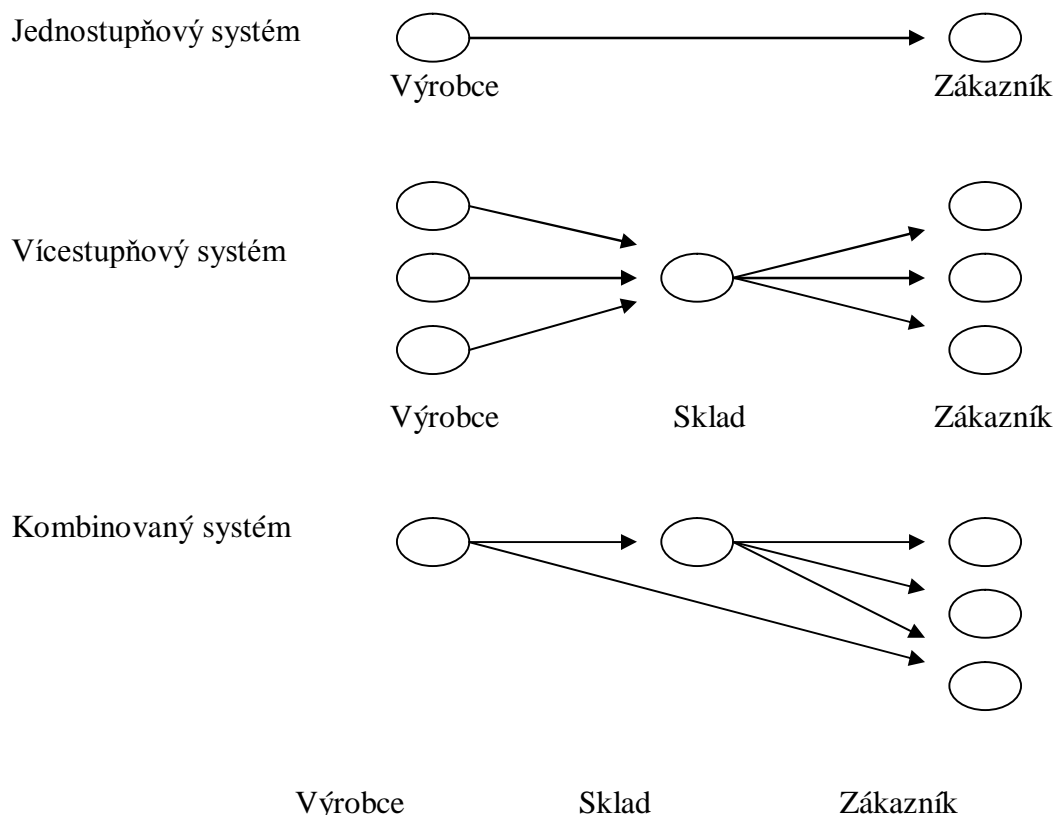 Jednostupňový systém
Výrobce Zákazník
Vícestupňový systém
Výrobce Sklad Zákazník
Kombinovaný systém
Výrobce Sklad Zákazník